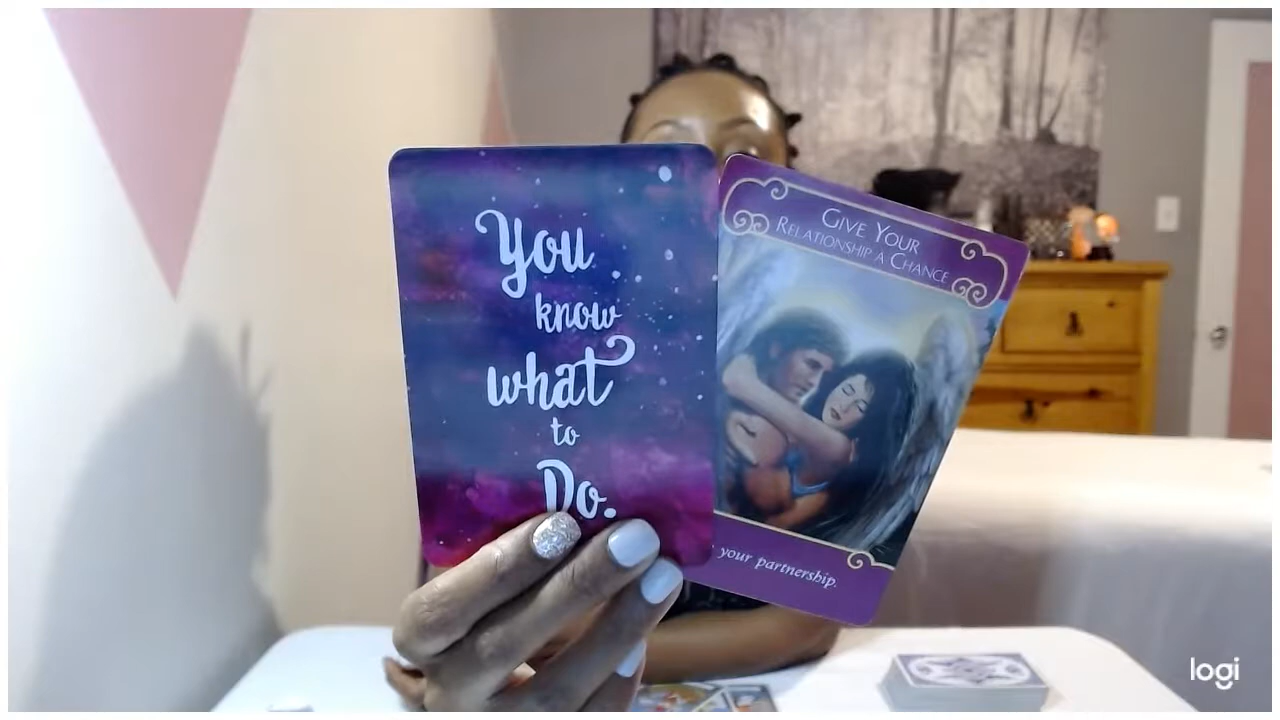 You
know
what
to
Do.
GIVE YOUR
RELATIONSHIP A CHANCE
your partnership.
logi